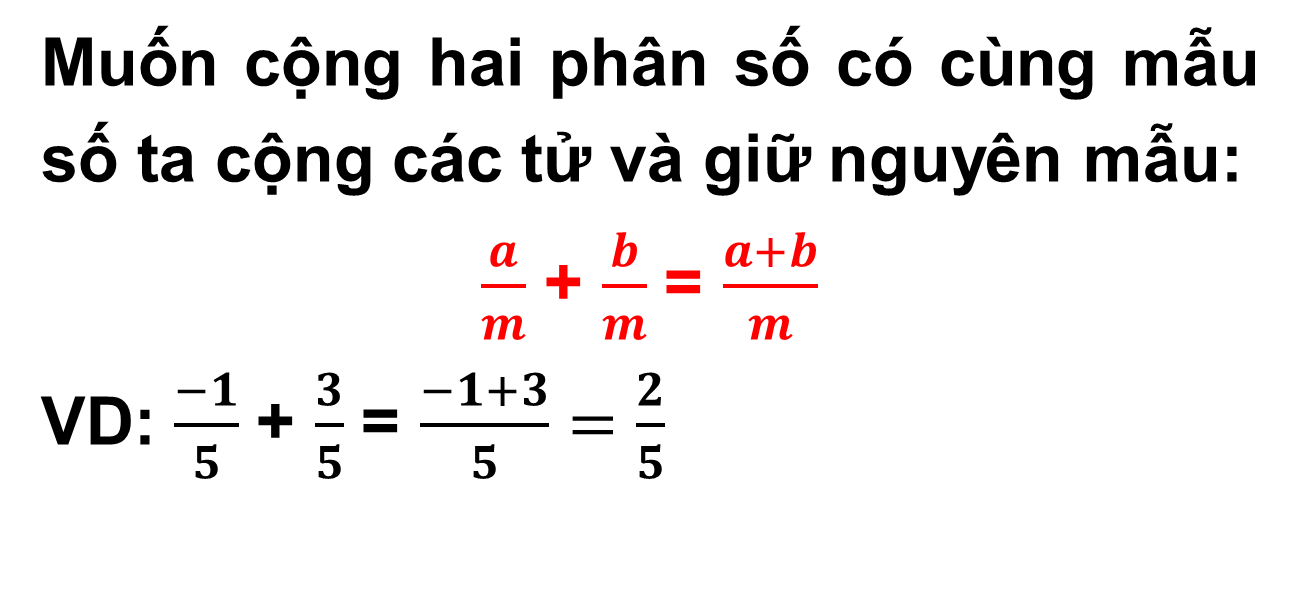 Muốn cộng hai phân số có cùng mẫu
số ta cộng các tử và giữ nguyên mẫu:
a/m + b/m = a+b/m
VD: −1/5 + 3/5 = −1+3/5 = 2/5